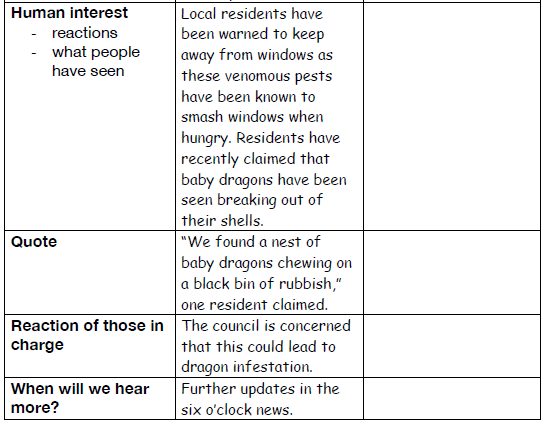 Human interest
- reactions
- what people
have seen
Local residents have
been warned to keep
away from windows as
these venomous pests
have been known to
smash windows when
hungry. Residents have
recently claimed that
baby dragons have been
seen breaking out of
their shells.
Quote
“We found a nest of
baby dragons chewing on
a black bin of rubbish,”
one resident claimed.
Reaction of those in
charge
The council is concerned
that this could lead to
dragon infestation.
When will we hear
more?
Further updates in the
six o’clock news.